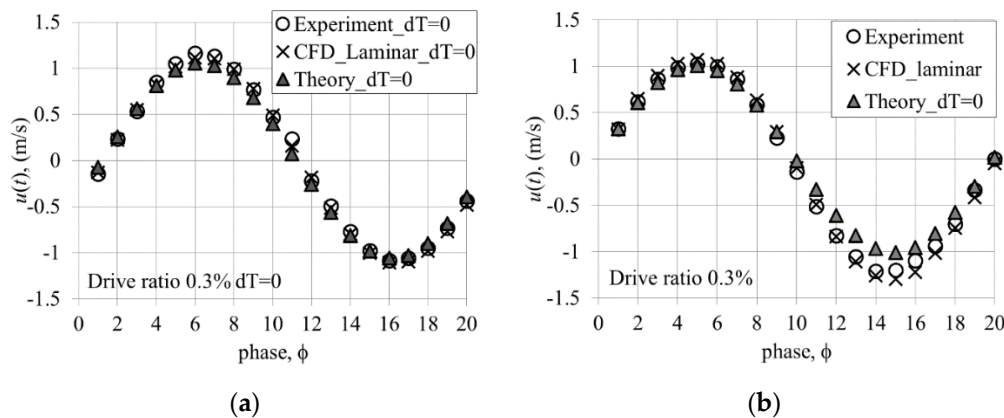 Experiment_dT=0
CFD_Laminar_dT=0
Theory_dT=0
1.5
1
0.5
0
-0.5
-1
-1.5
u(t), (m/s)
Drive ratio 0.3% dT=0
0 2 4 6 8 10 12 14 16 18 20
phase, ϕ
(a)
Experiment
CFD_laminar
Theory_dT=0
1.5
1
0.5
0
-0.5
-1
-1.5
u(t), (m/s)
Drive ratio 0.3%
0 2 4 6 8 10 12 14 16 18 20
phase, ϕ
(b)